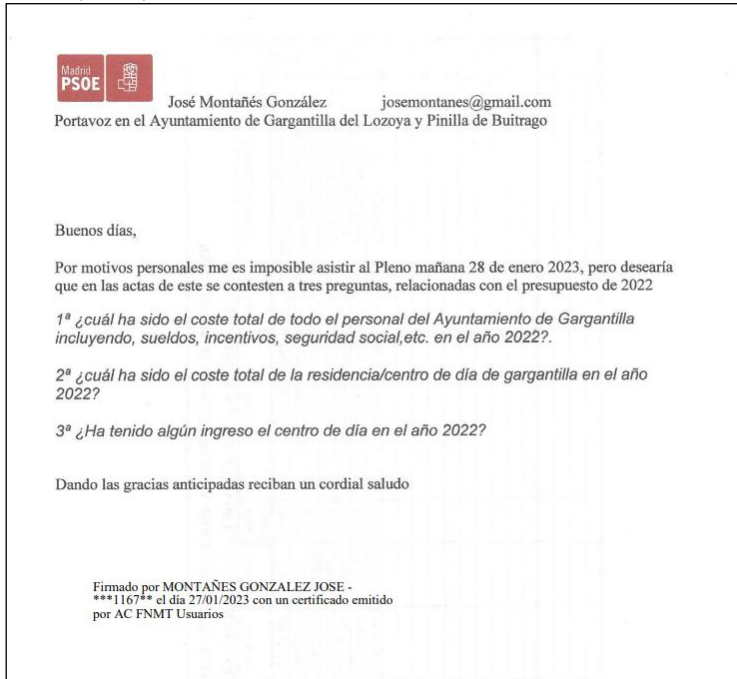 Madrid
PSOE
José Montañés González josemontanes@gmail.com
Portavoz en el Ayuntamiento de Gargantilla del Lozoya y Pinilla de Buitrago
Buenos días,
Por motivos personales me es imposible asistir al Pleno mañana 28 de enero 2023, pero desearía
que en las actas de este se contesten a tres preguntas, relacionadas con el presupuesto de 2022
1ª ¿cuál ha sido el coste total de todo el personal del Ayuntamiento de Gargantilla
incluyendo, sueldos, incentivos, seguridad social,etc. en el año 2022?.
2ª ¿cuál ha sido el coste total de la residencia/centro de día de gargantilla en el año
2022?
3ª ¿Ha tenido algún ingreso el centro de día en el año 2022?
Dando las gracias anticipadas reciban un cordial saludo
Firmado por MONTAÑES GONZALEZ JOSE -
***1167** el día 27/01/2023 con un certificado emitido
por AC FNMT Usuarios